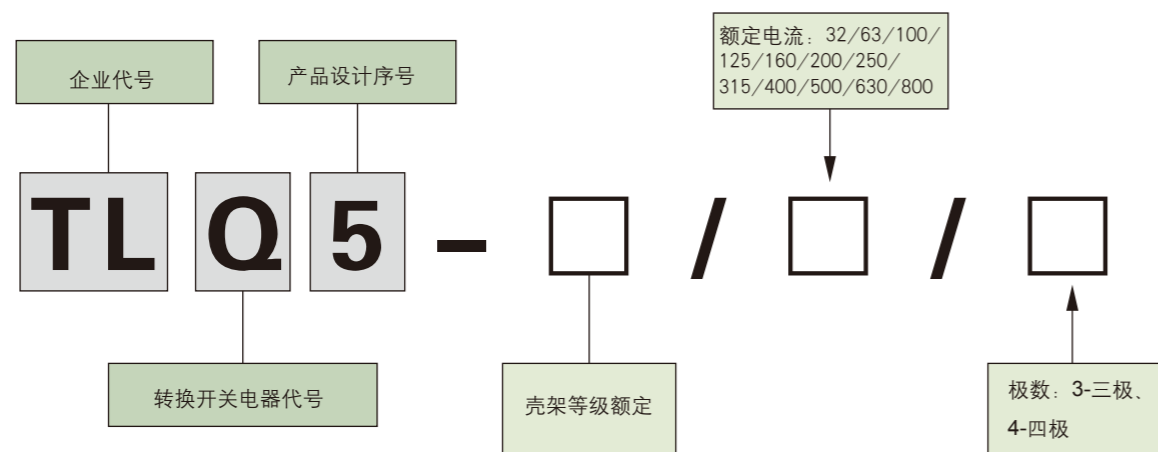 企业代号
产品设计序号
额定电流：32/63/100/
125/160/200/250/
315/400/500/630/800
TL Q 5 - □ / □ / □
转换开关电器代号
壳架等级额定
极数：3-三极、
4-四极